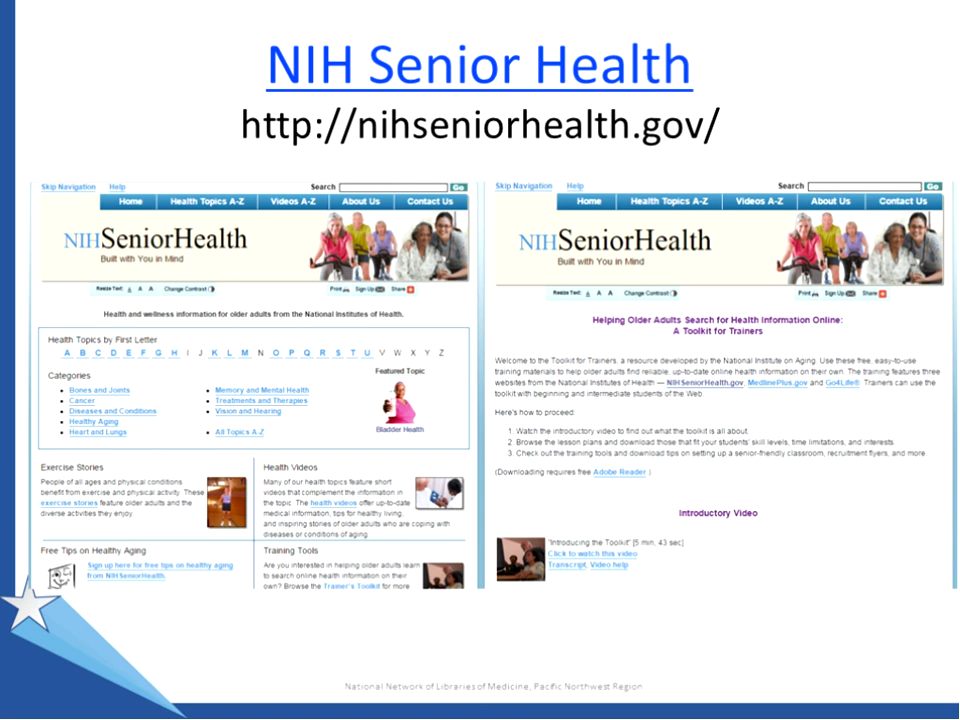 NIH Senior Health
http://nihseniorhealth.gov/
Skip Navigation Help Search Go
Home Health Topics A-Z Videos A-Z About Us Contact Us
NIHSeniorHealth
Built with You in Mind
Resize Text: A A A Change Contrast Print Sign Up Share
Health and wellness information for older adults from the National Institutes of Health.
Health Topics by First Letter
A B C D E F G H I J K L M N O P Q R S T U V W X Y Z
Categories
Bones and Joints
Cancer
Diseases and Conditions
Healthy Aging
Heart and Lungs
Memory and Mental Health
Treatments and Therapies
Vision and Hearing
All Topics A-Z
Featured Topic
Bladder Health
Exercise Stories
People of all ages and physical conditions
benefit from exercise and physical activity. These
exercise stories feature older adults and the
diverse activities they enjoy.
Health Videos
Many of our health topics feature short
videos that complement the information in
the topic. The health videos offer up-to-date
medical information, tips for healthy living,
and inspiring stories of older adults who are coping with
diseases or conditions of aging.
Free Tips on Healthy Aging
Sign up here for free tips on healthy aging
from NIHSeniorHealth.
Training Tools
Are you interested in helping older adults learn
to search online health information on their
own? Browse the Trainer's Toolkit for more
Skip Navigation Help Search Go
Home Health Topics A-Z Videos A-Z About Us Contact Us
NIHSeniorHealth
Built with You in Mind
Resize Text: A A A Change Contrast Print Sign Up Share
Helping Older Adults Search for Health Information Online:
A Toolkit for Trainers
Welcome to the Toolkit for Trainers, a resource developed by the National Institute on Aging. Use these free, easy-to-use
training materials to help older adults find reliable, up-to-date online health information on their own. The training features three
websites from the National Institutes of Health — NIHSeniorHealth.gov, MedlinePlus.gov and Go4Life®. Trainers can use the
toolkit with beginning and intermediate students of the Web.
Here's how to proceed:
1. Watch the introductory video to find out what the toolkit is all about.
2. Browse the lesson plans and download those that fit your students' skill levels, time limitations, and interests.
3. Check out the training tools and download tips on setting up a senior-friendly classroom, recruitment flyers, and more.
(Downloading requires free Adobe Reader.)
Introductory Video
"Introducing the Toolkit" [5 min, 43 sec]
Click to watch this video
Transcript, Video help
National Network of Libraries of Medicine, Pacific Northwest Region